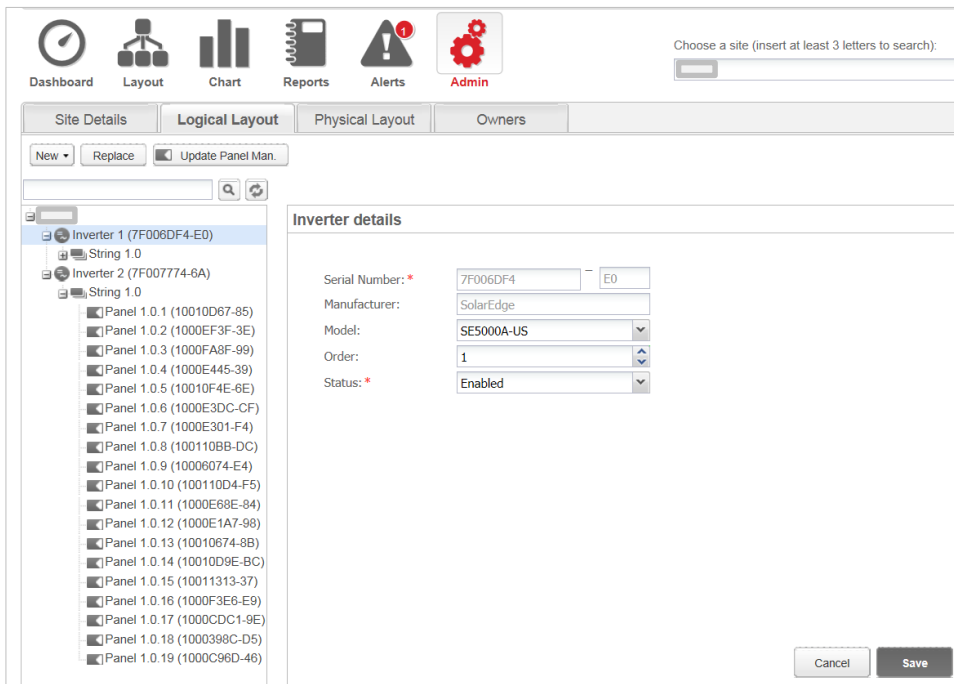 1
Dashboard Layout Chart Reports Alerts Admin
Choose a site (insert at least 3 letters to search):
Site Details Logical Layout Physical Layout Owners
New Replace Update Panel Man.
Inverter details
Inverter 1 (7F006DF4-E0)
String 1.0
Inverter 2 (7F007774-6A)
String 1.0
Panel 1.0.1 (10010D67-85)
Panel 1.0.2 (1000EF3F-3E)
Panel 1.0.3 (1000FA8F-99)
Panel 1.0.4 (1000E445-39)
Panel 1.0.5 (10010F4E-6E)
Panel 1.0.6 (1000E3DC-CF)
Panel 1.0.7 (1000E301-F4)
Panel 1.0.8 (100110BB-DC)
Panel 1.0.9 (10006074-E4)
Panel 1.0.10 (100110D4-F5)
Panel 1.0.11 (1000E68E-84)
Panel 1.0.12 (1000E1A7-98)
Panel 1.0.13 (10010674-8B)
Panel 1.0.14 (10010D9E-BC)
Panel 1.0.15 (10011313-37)
Panel 1.0.16 (1000F3E6-E9)
Panel 1.0.17 (1000CDC1-9E)
Panel 1.0.18 (1000398C-D5)
Panel 1.0.19 (1000C96D-46)
Serial Number: * 7F006DF4 – E0
Manufacturer: SolarEdge
Model: SE5000A-US
Order: 1
Status: * Enabled
Cancel Save